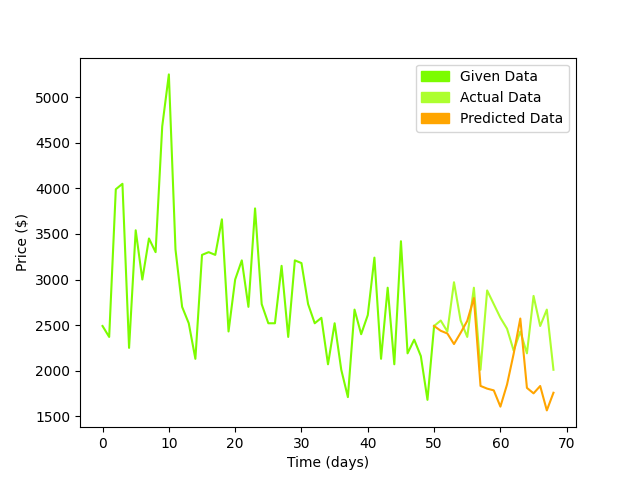 Given Data
Actual Data
Predicted Data
Price ($)
5000
4500
4000
3500
3000
2500
2000
1500
0 10 20 30 40 50 60 70
Time (days)